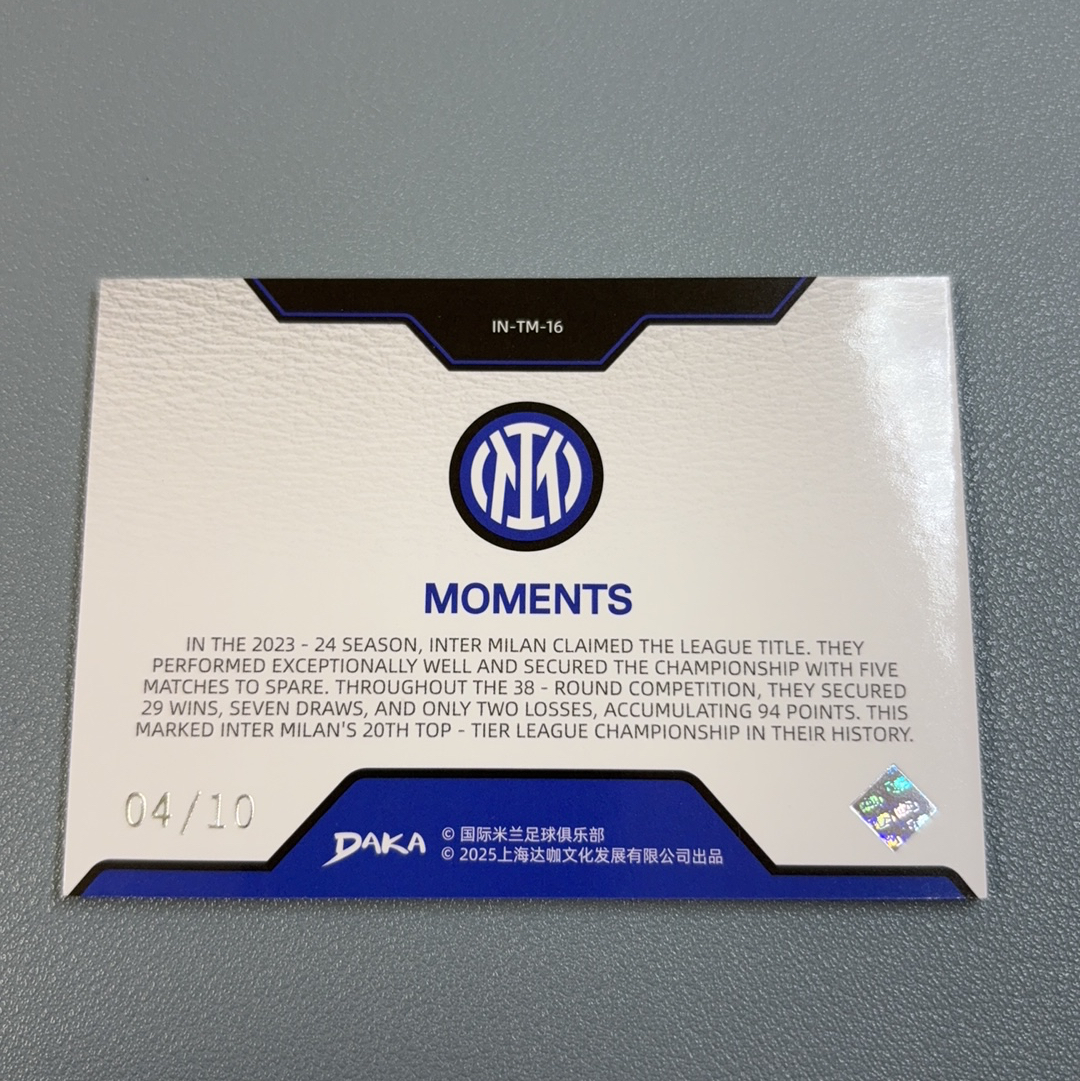 IN-TM-16
IM
MOMENTS
IN THE 2023 - 24 SEASON, INTER MILAN CLAIMED THE LEAGUE TITLE. THEY
PERFORMED EXCEPTIONALLY WELL AND SECURED THE CHAMPIONSHIP WITH FIVE
MATCHES TO SPARE. THROUGHOUT THE 38 - ROUND COMPETITION, THEY SECURED
29 WINS, SEVEN DRAWS, AND ONLY TWO LOSSES, ACCUMULATING 94 POINTS. THIS
MARKED INTER MILAN'S 20TH TOP - TIER LEAGUE CHAMPIONSHIP IN THEIR HISTORY.
04/10
DAKA
© 国际米兰足球俱乐部
© 2025上海达咖文化发展有限公司出品